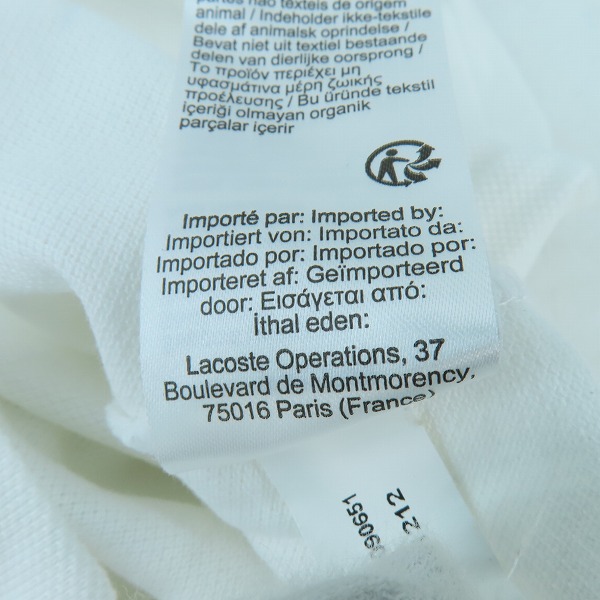 partes não têxteis de origem
animal / Indeholder ikke-tekstile
dele af animalsk oprindelse /
Bevat niet uit textiel bestaande
delen van dierlijke oorsprong /
Το προϊόν περιέχει μη
υφασμάτινα μέρη ζωικής
προέλευσης / Bu üründe tekstil
içeriği olmayan organik
parçalar içerir
Importé par: Imported by:
Importiert von: Importato da:
Importado por: Importado por:
Importeret af: Geïmporteerd
door: Εισάγεται από:
İthal eden:
Lacoste Operations, 37
Boulevard de Montmorency,
75016 Paris (France)
90651
212